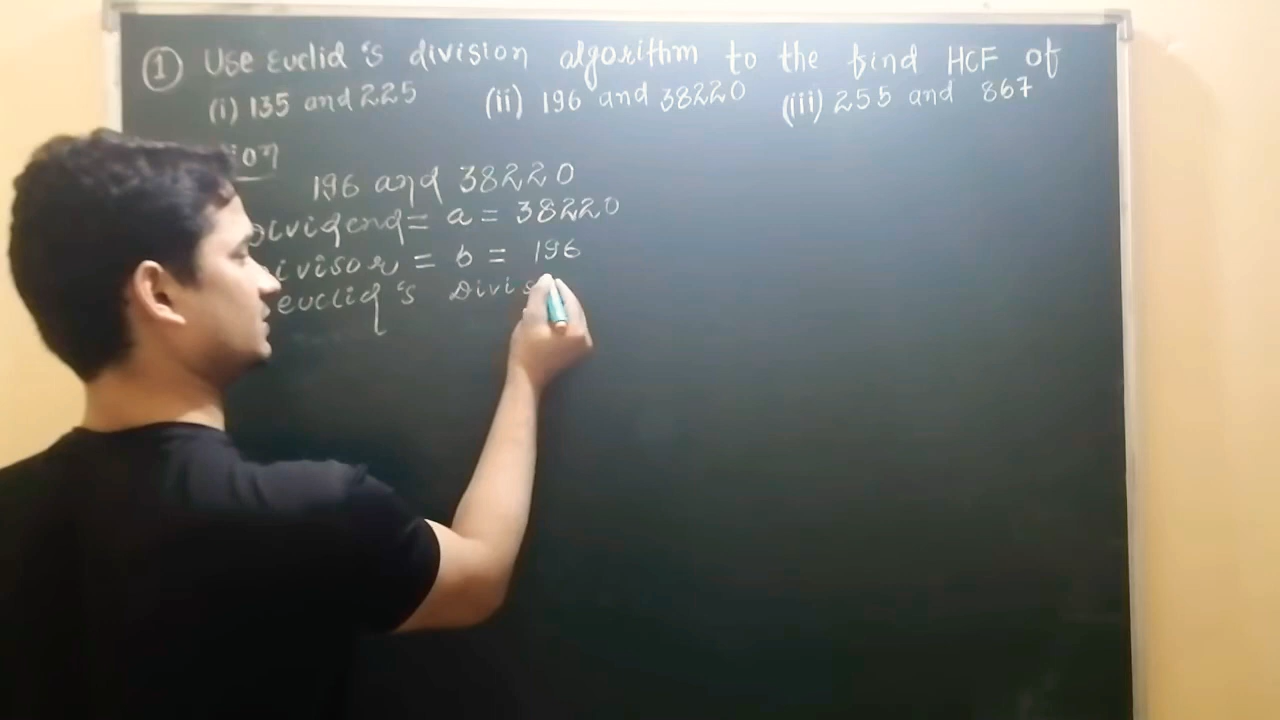 ① Use Euclid's division algorithm to the find HCF of
(i) 135 and 225 (ii) 196 and 38220 (iii) 255 and 867
196 and 38220
Dividend = a = 38220
= b = 196
euclid's